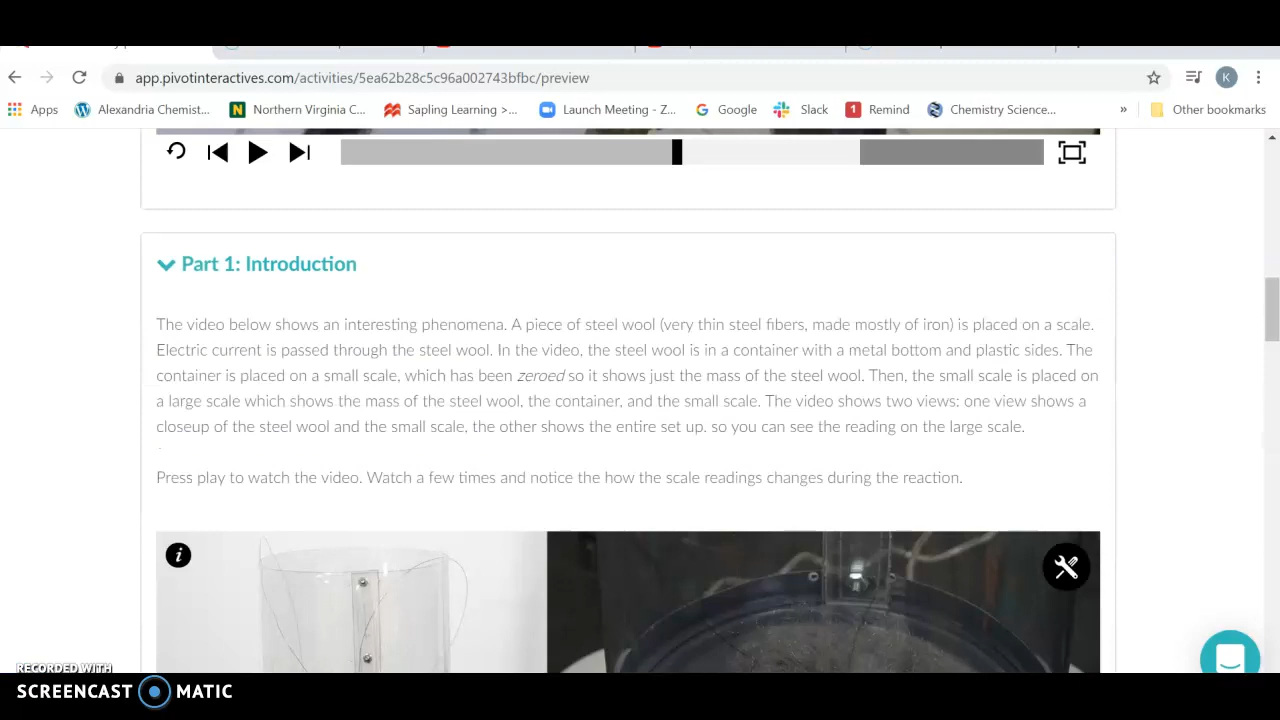 app.pivotinteractives.com/activities/5ea62b28c5c96a002743bfbc/preview
K
Apps Alexandria Chemist... Northern Virginia C... Sapling Learning >... Launch Meeting - Z... Google Slack 1 Remind Chemistry Science... » Other bookmarks
Part 1: Introduction
The video below shows an interesting phenomena. A piece of steel wool (very thin steel fibers, made mostly of iron) is placed on a scale.
Electric current is passed through the steel wool. In the video, the steel wool is in a container with a metal bottom and plastic sides. The
container is placed on a small scale, which has been zeroed so it shows just the mass of the steel wool. Then, the small scale is placed on
a large scale which shows the mass of the steel wool, the container, and the small scale. The video shows two views: one view shows a
closeup of the steel wool and the small scale, the other shows the entire set up. so you can see the reading on the large scale.
.
Press play to watch the video. Watch a few times and notice the how the scale readings changes during the reaction.
i
RECORDED WITH
SCREENCAST MATIC